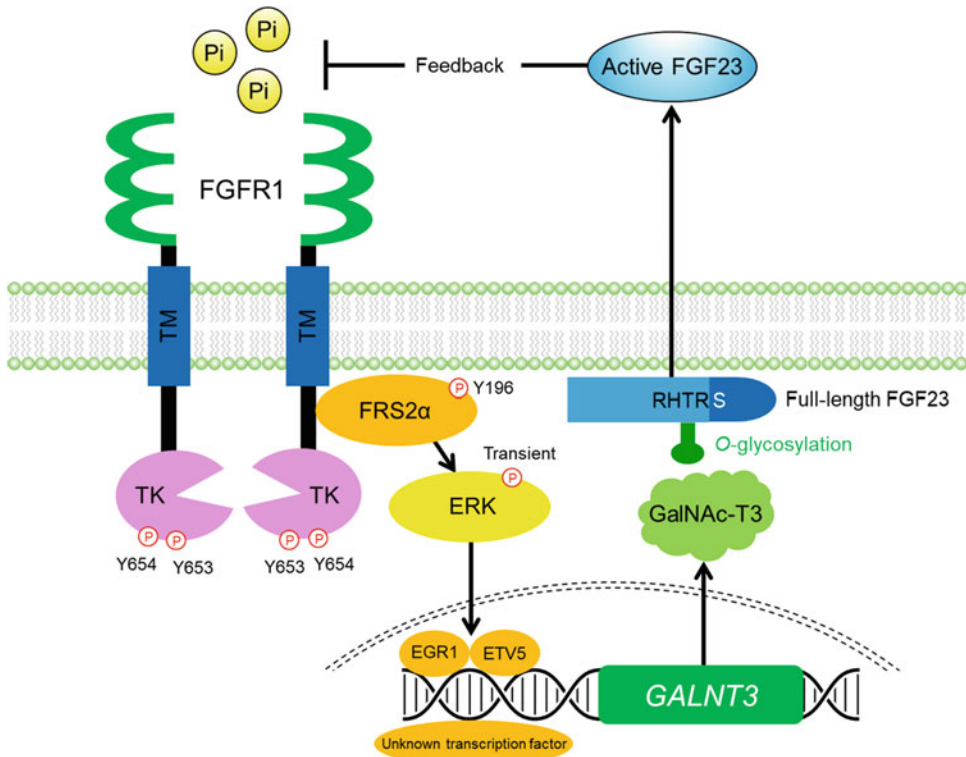 Pi
Pi
Pi
Feedback
Active FGF23
FGFR1
TM
TM
FRS2α
P
Y196
RHTRS
Full-length FGF23
O-glycosylation
Transient
P
ERK
TK
TK
P
P
P
P
Y654
Y653
Y653
Y654
GalNAc-T3
EGR1
ETV5
GALNT3
Unknown transcription factor